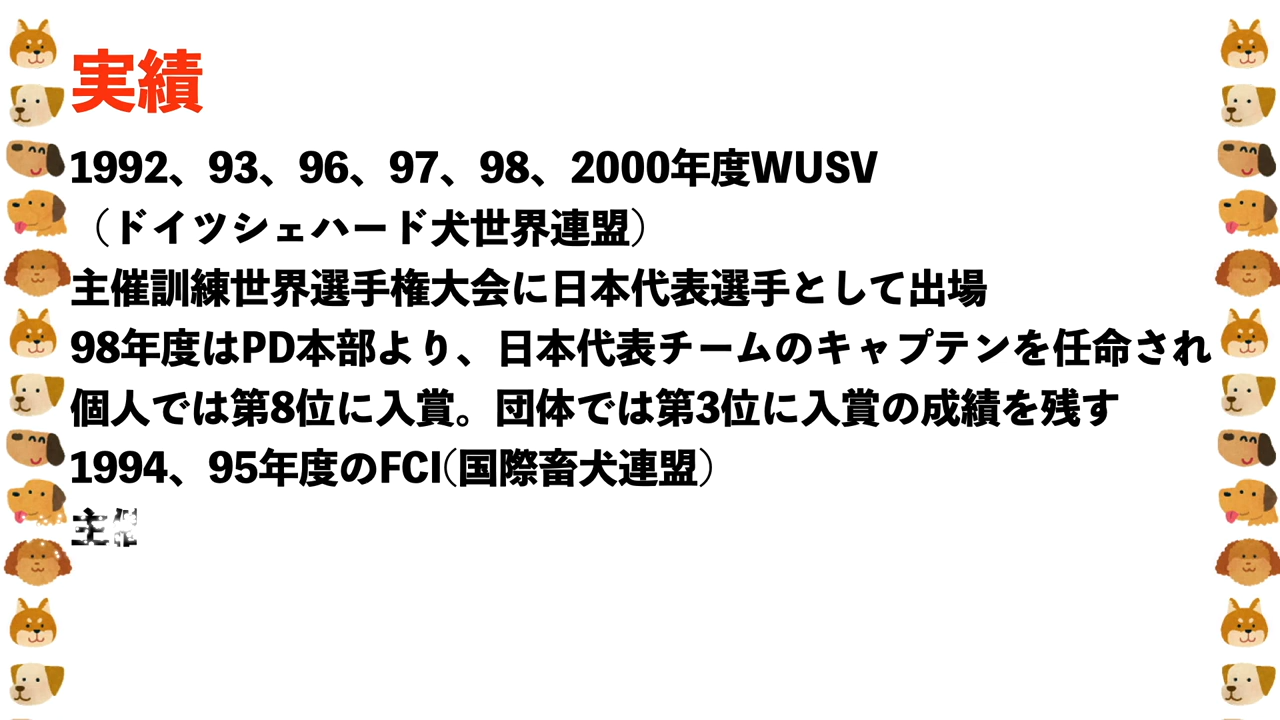 実績
1992、93、96、97、98、2000年度WUSV
（ドイツシェハード犬世界連盟）
主催訓練世界選手権大会に日本代表選手として出場
98年度はPD本部より、日本代表チームのキャプテンを任命され
個人では第8位に入賞。団体では第3位に入賞の成績を残す
1994、95年度のFCI(国際畜犬連盟）
主催